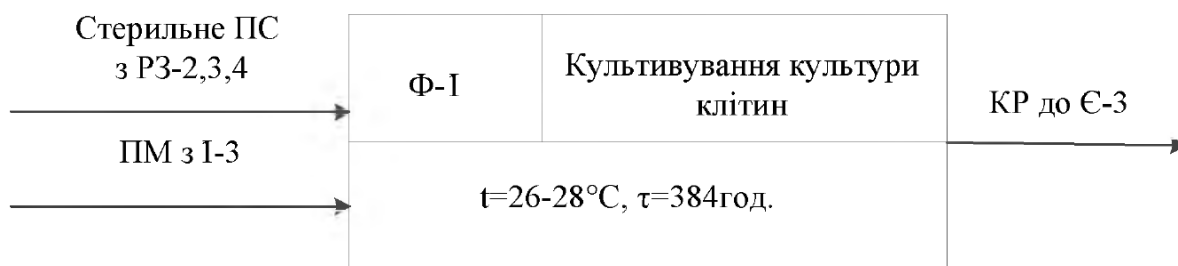 Стерильне ПС
з РЗ-2,3,4
ПМ з І-3
Ф-І
Культивування культури
клітин
t=26-28°C, τ=384год.
КР до Є-3